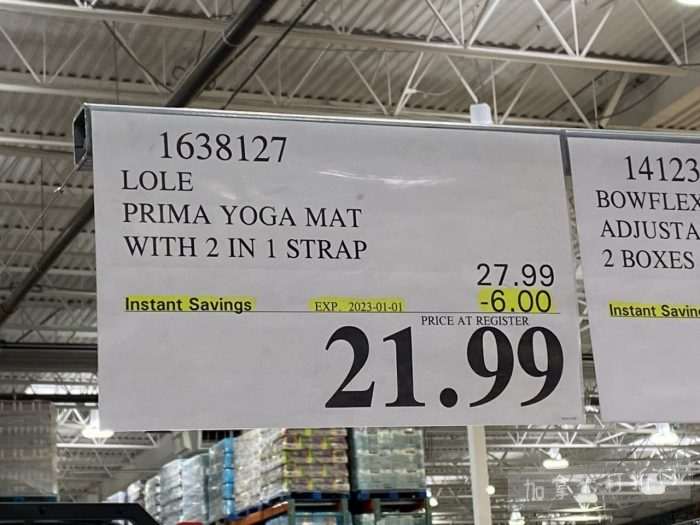 1638127
LOLE
PRIMA YOGA MAT
WITH 2 IN 1 STRAP
27.99
Instant Savings EXP. 2023-01-01 -6.00
PRICE AT REGISTER
21.99
14123
BOWFLEX
ADJUSTA
2 BOXES
Instant Savin